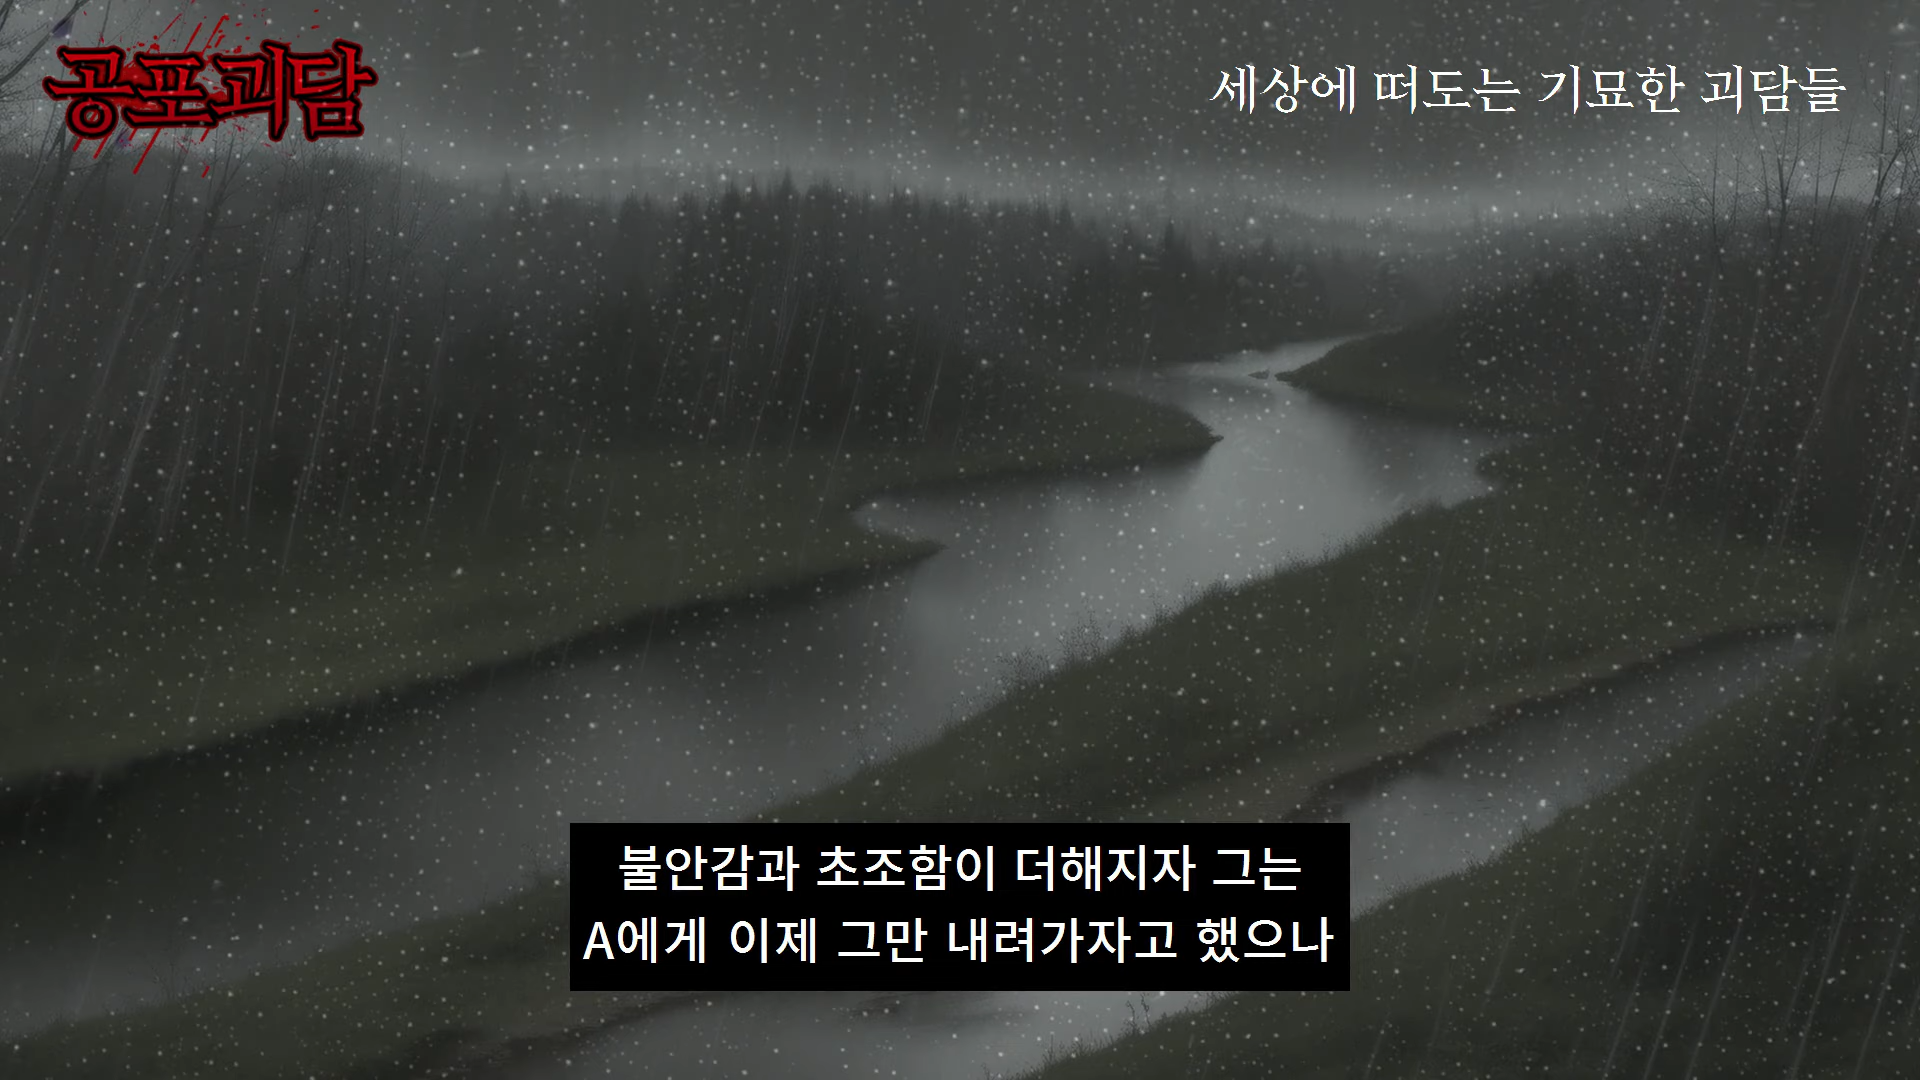 공포괴담
세상에 떠도는 기묘한 괴담들
불안감과 초조함이 더해지자 그는
A에게 이제 그만 내려가자고 했으나